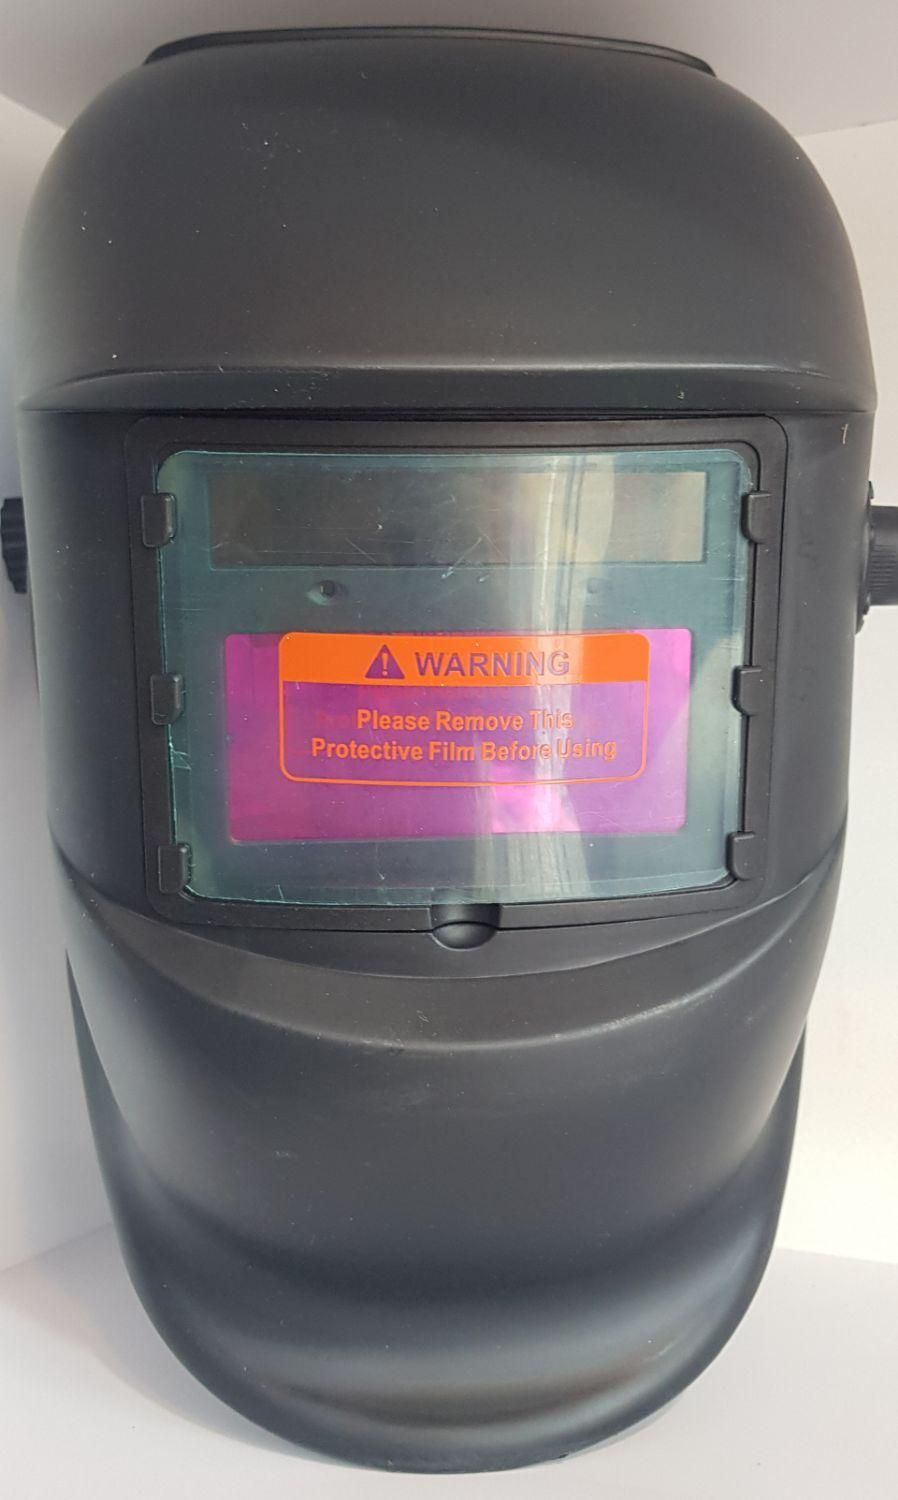 WARNING
Please Remove This
Protective Film Before Using